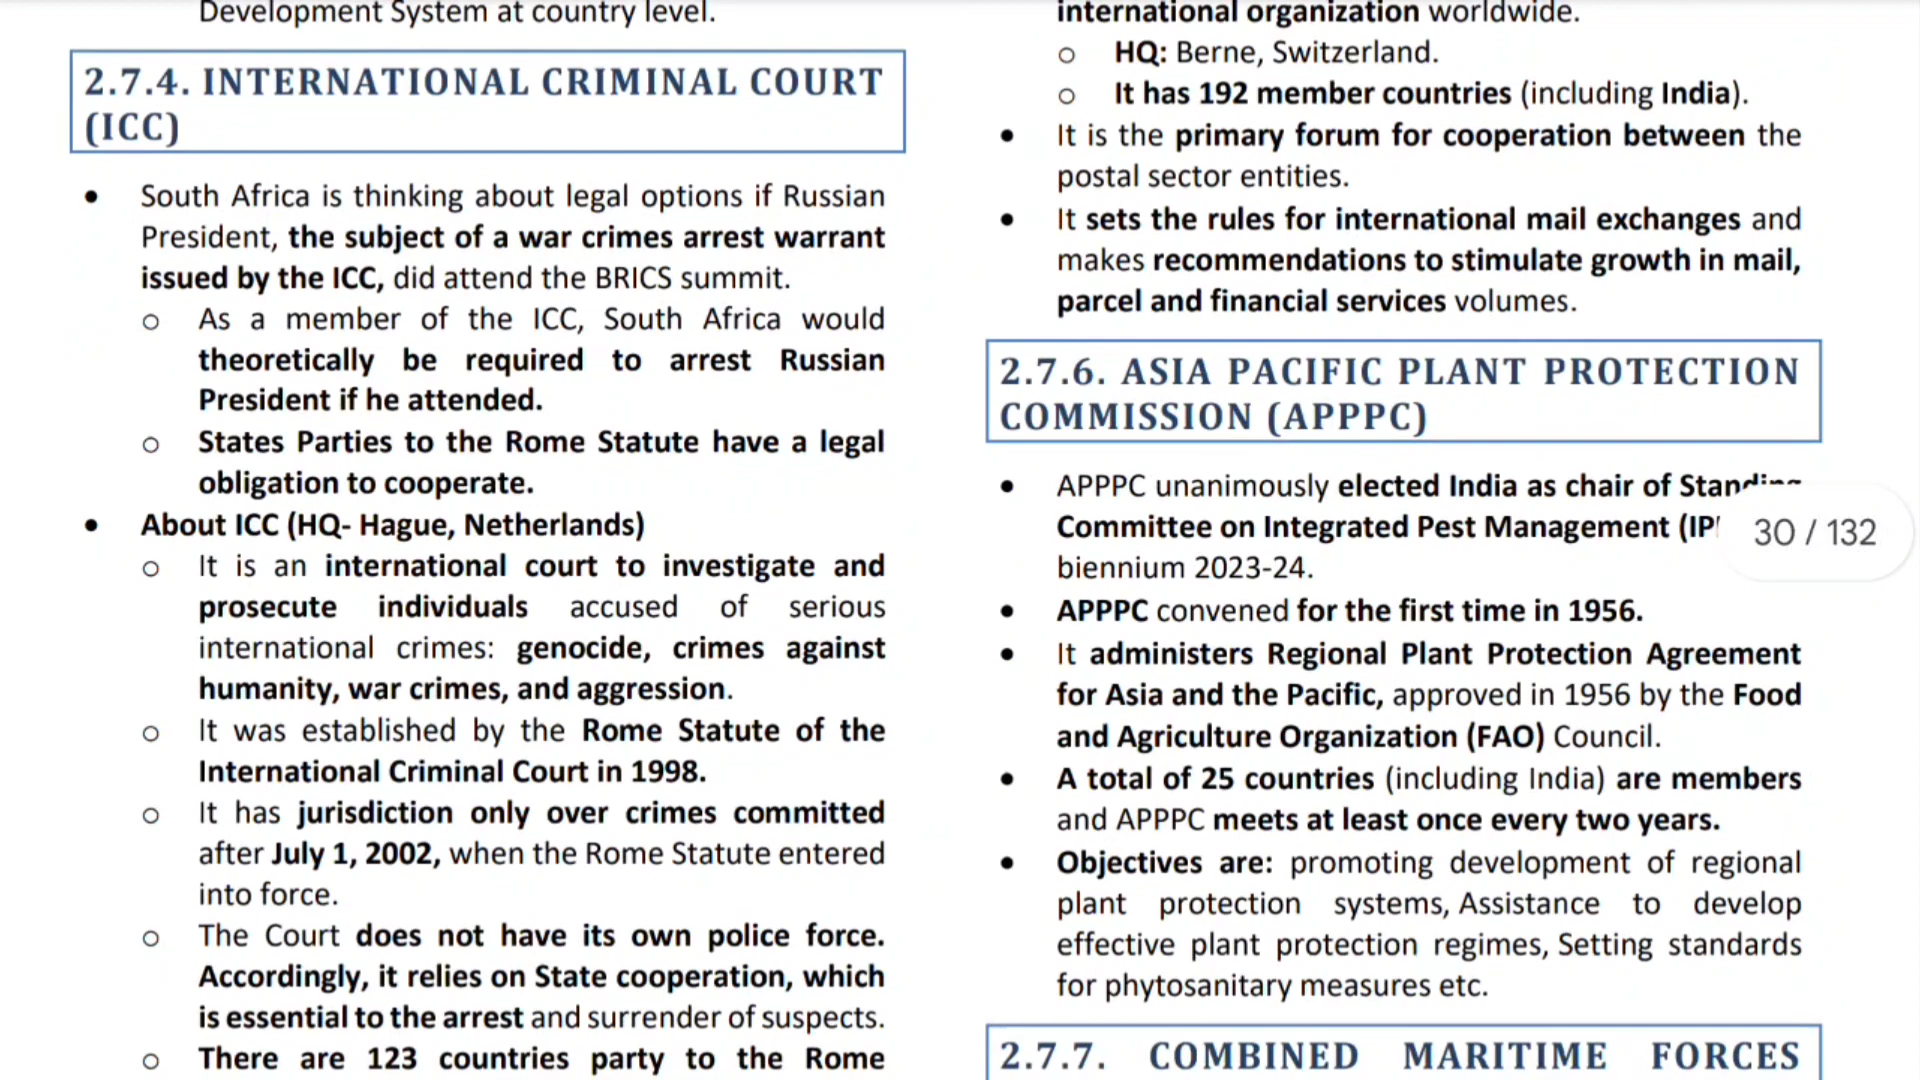 Development System at country level.
2.7.4. INTERNATIONAL CRIMINAL COURT
(ICC)
• South Africa is thinking about legal options if Russian
President, the subject of a war crimes arrest warrant
issued by the ICC, did attend the BRICS summit.
o As a member of the ICC, South Africa would
theoretically be required to arrest Russian
President if he attended.
o States Parties to the Rome Statute have a legal
obligation to cooperate.
• About ICC (HQ- Hague, Netherlands)
o It is an international court to investigate and
prosecute individuals accused of serious
international crimes: genocide, crimes against
humanity, war crimes, and aggression.
o It was established by the Rome Statute of the
International Criminal Court in 1998.
o It has jurisdiction only over crimes committed
after July 1, 2002, when the Rome Statute entered
into force.
o The Court does not have its own police force.
Accordingly, it relies on State cooperation, which
is essential to the arrest and surrender of suspects.
o There are 123 countries party to the Rome
international organization worldwide.
o HQ: Berne, Switzerland.
o It has 192 member countries (including India).
• It is the primary forum for cooperation between the
postal sector entities.
• It sets the rules for international mail exchanges and
makes recommendations to stimulate growth in mail,
parcel and financial services volumes.
2.7.6. ASIA PACIFIC PLANT PROTECTION
COMMISSION (APPPC)
• APPPC unanimously elected India as chair of Standing
Committee on Integrated Pest Management
biennium 2023-24.
• APPPC convened for the first time in 1956.
• It administers Regional Plant Protection Agreement
for Asia and the Pacific, approved in 1956 by the Food
and Agriculture Organization (FAO) Council.
• A total of 25 countries (including India) are members
and APPPC meets at least once every two years.
• Objectives are: promoting development of regional
plant protection systems, Assistance to develop
effective plant protection regimes, Setting standards
for phytosanitary measures etc.
2.7.7. COMBINED MARITIME FORCES
30 / 132